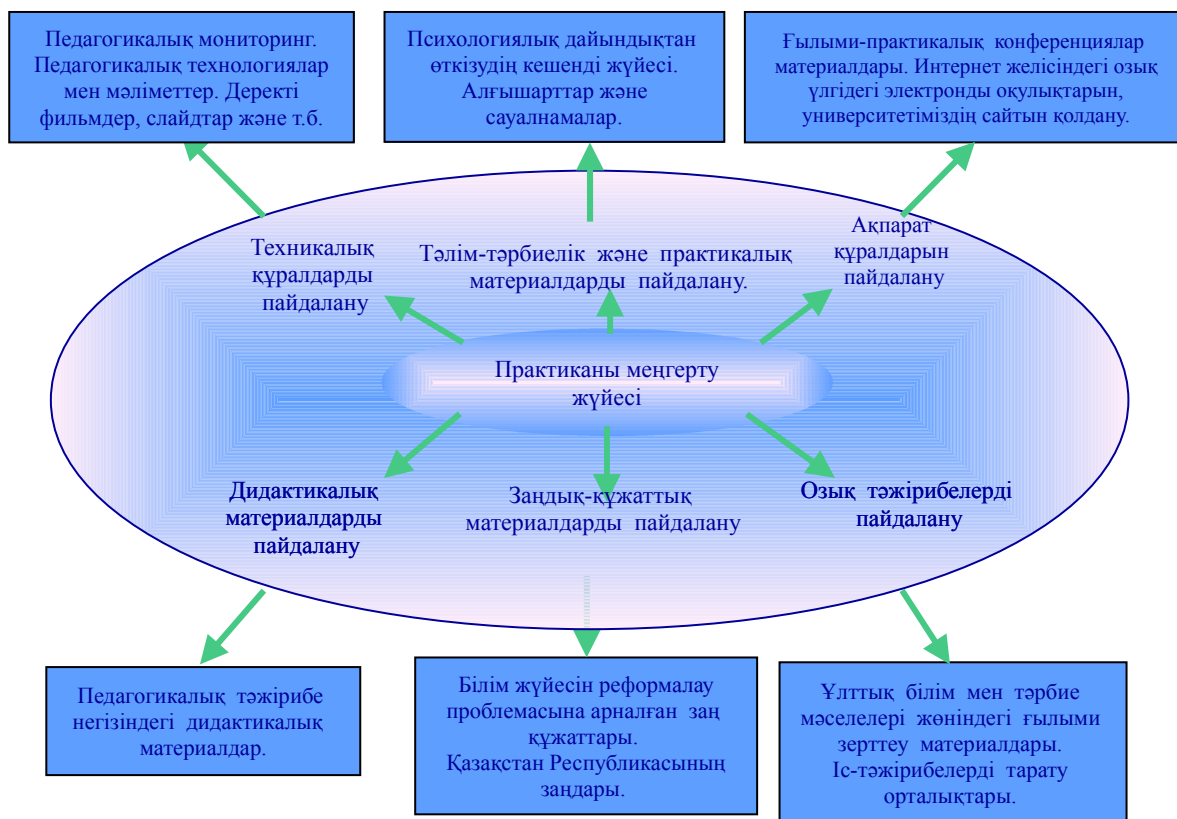 Педагогикалық мониторинг.
Педагогикалық технологиялар
мен мәліметтер. Деректі
фильмдер, слайдтар және т.б.
Психологиялық дайындықтан
өткізудің кешенді жүйесі.
Алғышарттар және
сауалнамалар.
Ғылыми-практикалық конференциялар
материалдары. Интернет желісіндегі озық
үлгідегі электронды оқулықтарын,
университетіміздің сайтын қолдану.
Техникалық
құралдарды
пайдалану
Тәлім-тәрбиелік және практикалық
материалдарды пайдалану.
Ақпарат
құралдарын
пайдалану
Практиканы меңгерту
жүйесі
Дидактикалық
материалдарды
пайдалану
Заңдық-құжаттық
материалдарды пайдалану
Озық тәжірибелерді
пайдалану
Педагогикалық тәжірибе
негізіндегі дидактикалық
материалдар.
Білім жүйесін реформалау
проблемасына арналған заң
құжаттары.
Қазақстан Республикасының
заңдары.
Ұлттық білім мен тәрбие
мәселелері жөніндегі ғылыми
зерттеу материалдары.
Іс-тәжірибелерді тарату
орталықтары.